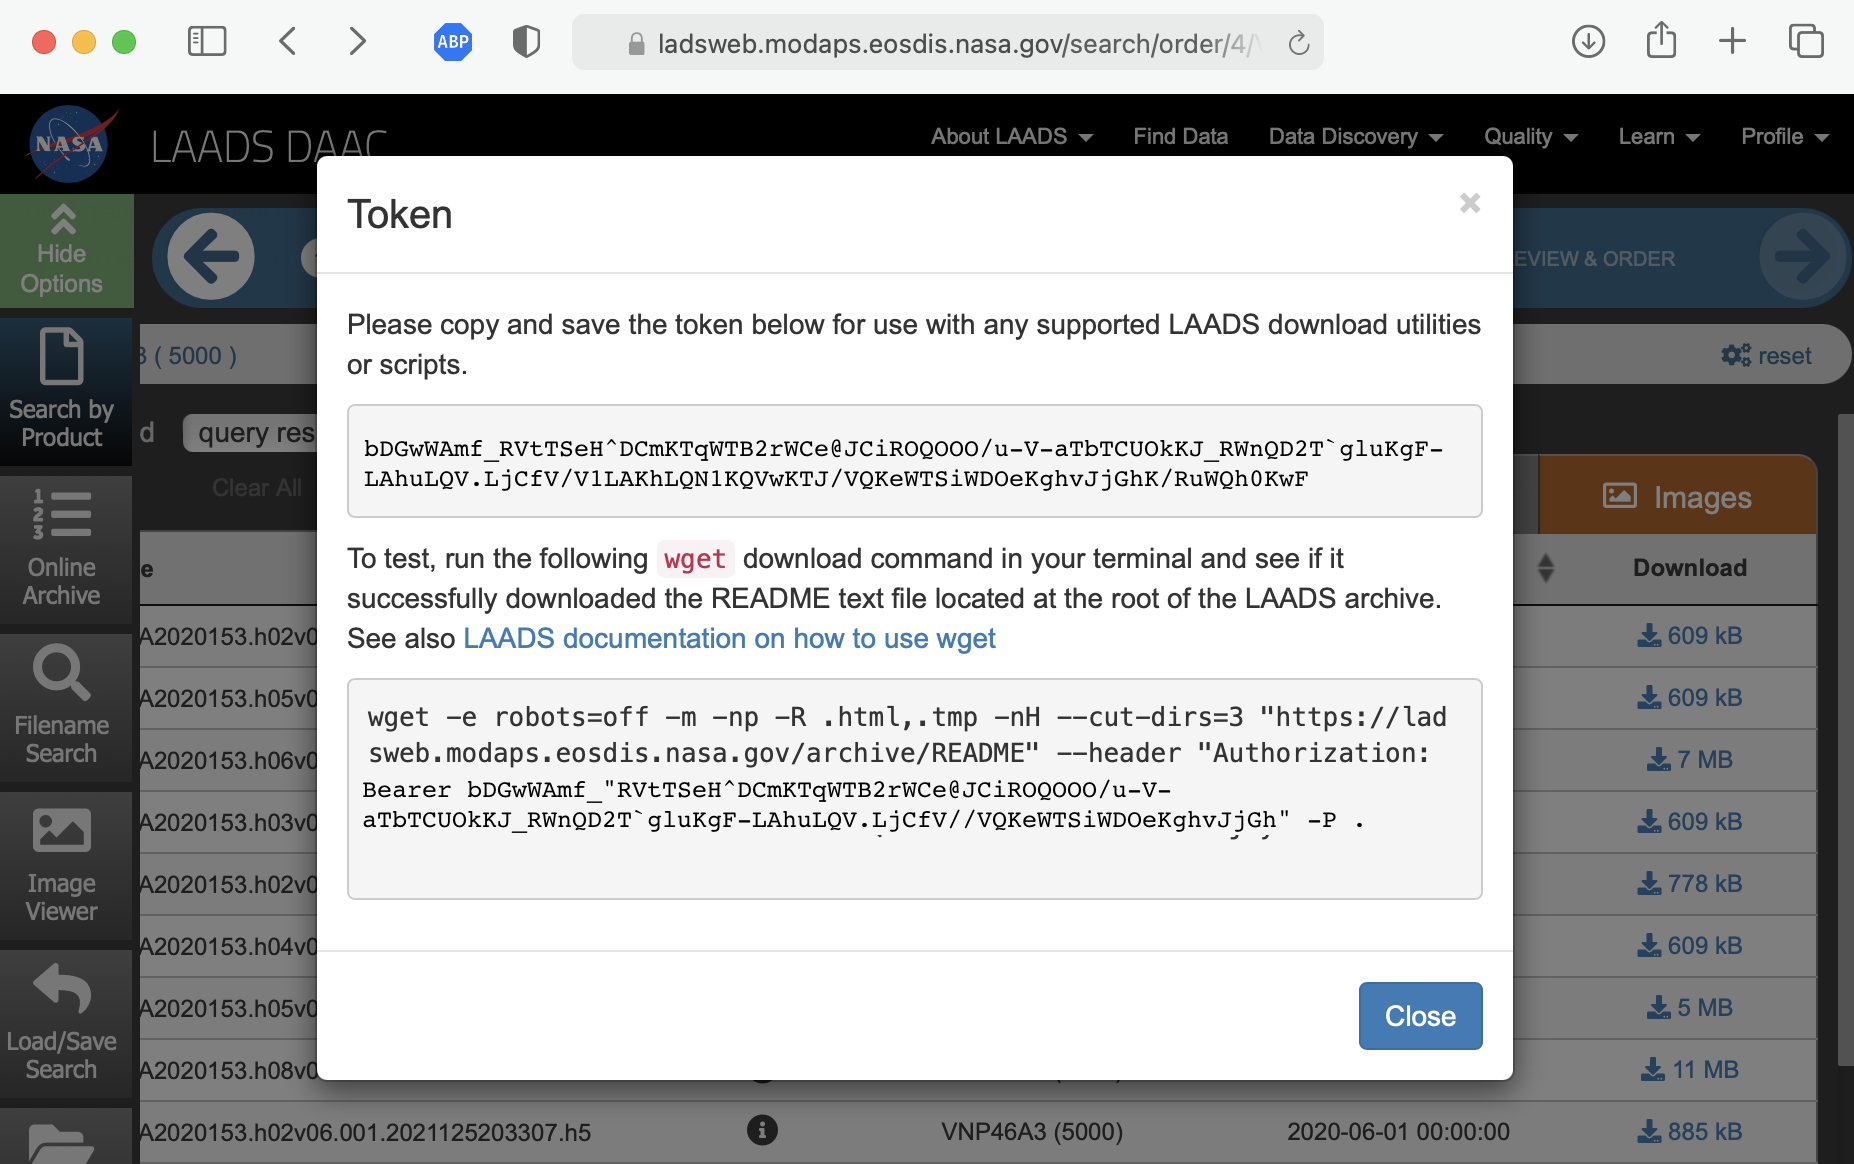 ABP
ladsweb.modaps.eosdis.nasa.gov/search/order/4/
NASA
LAADS DAAC
About LAADS
Find Data
Data Discovery
Quality
Learn
Profile
Hide
Options
EVIEW & ORDER
Token
Please copy and save the token below for use with any supported LAADS download utilities
or scripts.
bDGwWAmf_RVtTSeH^DCmKTqWTB2rWCe@JCiROQOOO/u-V-aTbTCUOkKJ_RWnQD2T`gluKgF-
LAhuLQV.LjCfV/V1LAKhLQN1KQVwKTJ/VQKeWTSiWDOeKghvJjGhK/RuWQh0KwF
To test, run the following wget download command in your terminal and see if it
successfully downloaded the README text file located at the root of the LAADS archive.
See also LAADS documentation on how to use wget
wget -e robots=off -m -np -R .html,.tmp -nH --cut-dirs=3 "https://lad
sweb.modaps.eosdis.nasa.gov/archive/README" --header "Authorization:
Bearer bDGwWAmf_"RVtTSeH^DCmKTqWTB2rWCe@JCiROQOOO/u-V-
aTbTCUOkKJ_RWnQD2T`gluKgF-LAhuLQV.LjCfV//VQKeWTSiWDOeKghvJjGh" -P .
Close
Search by
Product
Online
Archive
Filename
Search
Image
Viewer
Load/Save
Search
( 5000 )
reset
d
query res
Clear All
Images
e
Download
A2020153.h02v0
609 kB
A2020153.h05v0
609 kB
A2020153.h06v0
7 MB
A2020153.h03v0
609 kB
A2020153.h02v0
778 kB
A2020153.h04v0
609 kB
A2020153.h05v0
5 MB
A2020153.h08v0
11 MB
A2020153.h02v06.001.2021125203307.h5
VNP46A3 (5000)
2020-06-01 00:00:00
885 kB